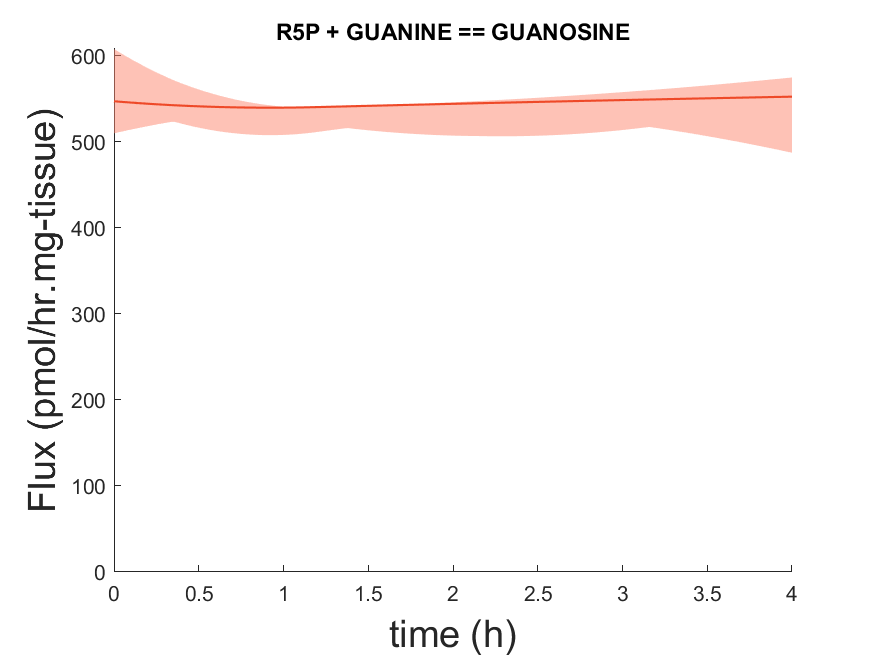 R5P + GUANINE == GUANOSINE
Flux (pmol/hr.mg-tissue)
600
500
400
300
200
100
0
0 0.5 1 1.5 2 2.5 3 3.5 4
time (h)